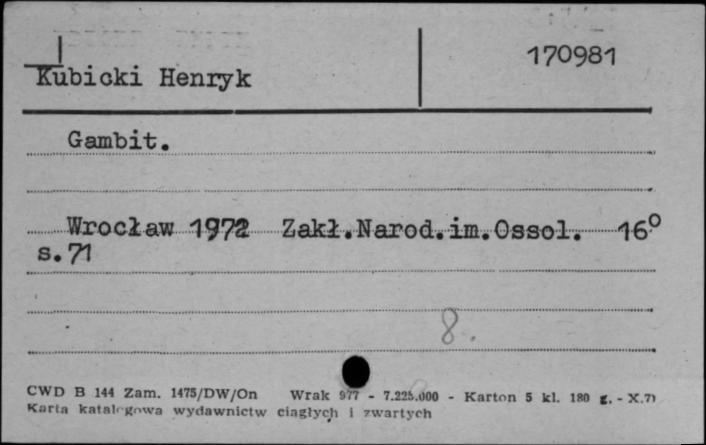 170981
Kubicki Henryk
Gambit.
Wrocław 1972 Zakł.Narod.im.Ossol. 16⁰
s.71
8.
CWD B 144 Zam. 1475/DW/On Wrak 977 - 7.225.000 - Karton 5 kl. 180 g. - X.71
Karta katalogowa wydawnictw ciągłych i zwartych